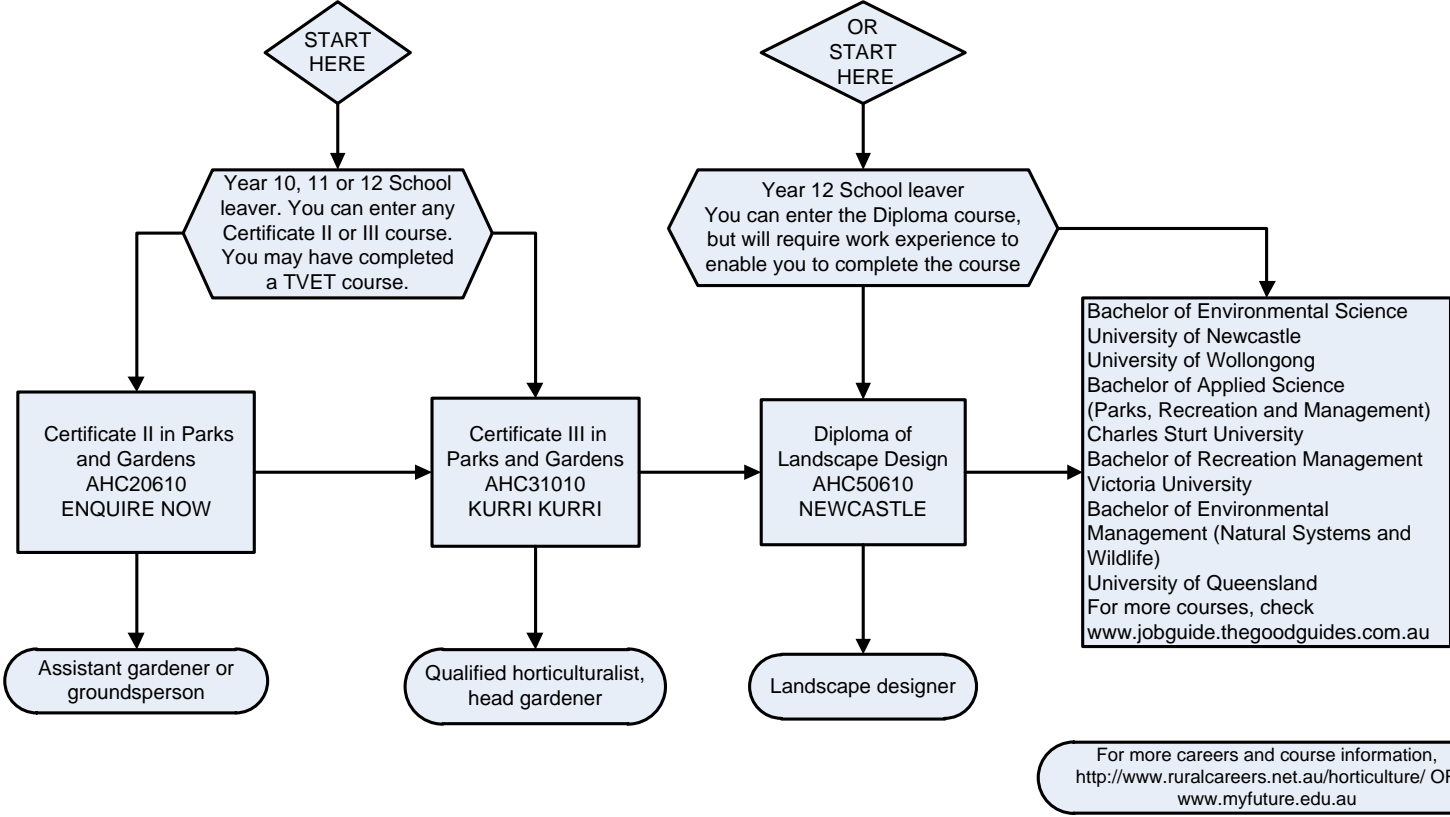 START
HERE
OR
START
HERE
Year 10, 11 or 12 School
leaver. You can enter any
Certificate II or III course.
You may have completed
a TVET course.
Year 12 School leaver
You can enter the Diploma course,
but will require work experience to
enable you to complete the course
Certificate II in Parks
and Gardens
AHC20610
ENQUIRE NOW
Certificate III in
Parks and Gardens
AHC31010
KURRI KURRI
Diploma of
Landscape Design
AHC50610
NEWCASTLE
Bachelor of Environmental Science
University of Newcastle
University of Wollongong
Bachelor of Applied Science
(Parks, Recreation and Management)
Charles Sturt University
Bachelor of Recreation Management
Victoria University
Bachelor of Environmental
Management (Natural Systems and
Wildlife)
University of Queensland
For more courses, check
www.jobguide.thegoodguides.com.au
Assistant gardener or
groundsperson
Qualified horticulturalist,
head gardener
Landscape designer
For more careers and course information,
http://www.ruralcareers.net.au/horticulture/
www.myfuture.edu.au